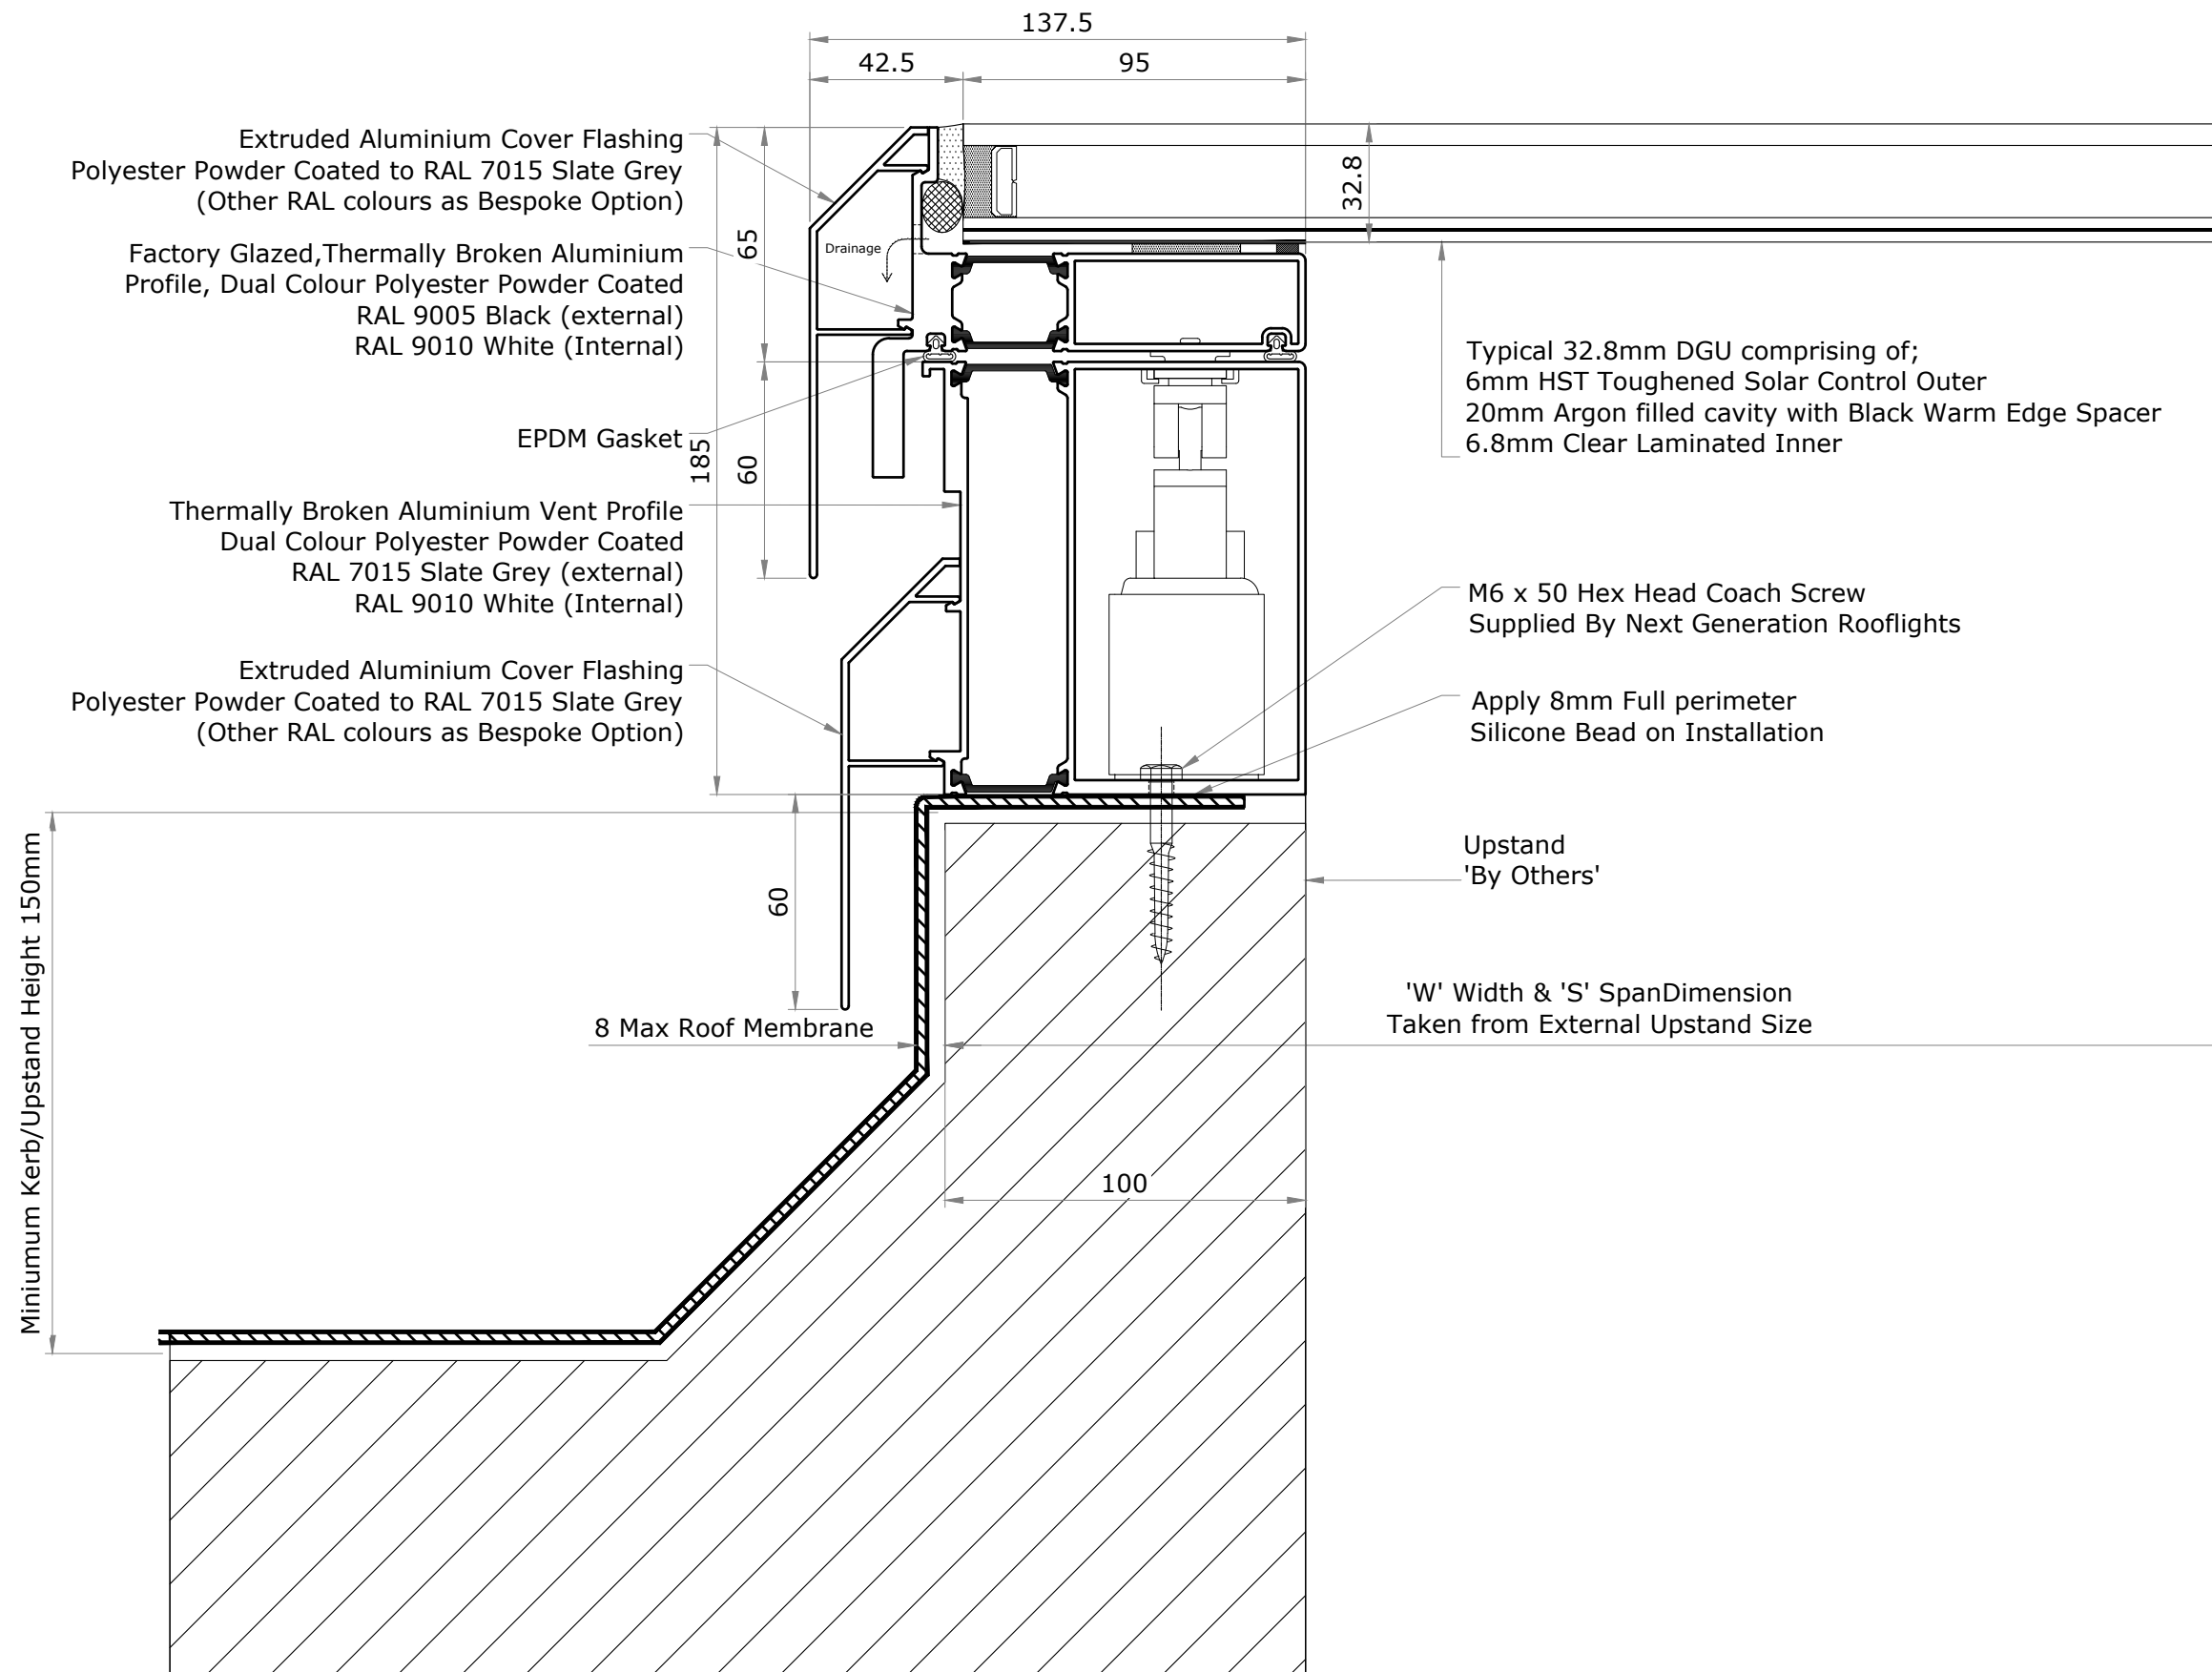 137.5
42.5
95
Extruded Aluminium Cover Flashing
Polyester Powder Coated to RAL 7015 Slate Grey
(Other RAL colours as Bespoke Option)
32.8
65
Drainage
Factory Glazed,Thermally Broken Aluminium
Profile, Dual Colour Polyester Powder Coated
RAL 9005 Black (external)
RAL 9010 White (Internal)
Typical 32.8mm DGU comprising of;
6mm HST Toughened Solar Control Outer
20mm Argon filled cavity with Black Warm Edge Spacer
6.8mm Clear Laminated Inner
EPDM Gasket
185
60
Thermally Broken Aluminium Vent Profile
Dual Colour Polyester Powder Coated
RAL 7015 Slate Grey (external)
RAL 9010 White (Internal)
M6 x 50 Hex Head Coach Screw
Supplied By Next Generation Rooflights
Extruded Aluminium Cover Flashing
Polyester Powder Coated to RAL 7015 Slate Grey
(Other RAL colours as Bespoke Option)
Apply 8mm Full perimeter
Silicone Bead on Installation
Upstand
'By Others'
60
Miniumum Kerb/Upstand Height 150mm
'W' Width & 'S' SpanDimension
Taken from External Upstand Size
8 Max Roof Membrane
100